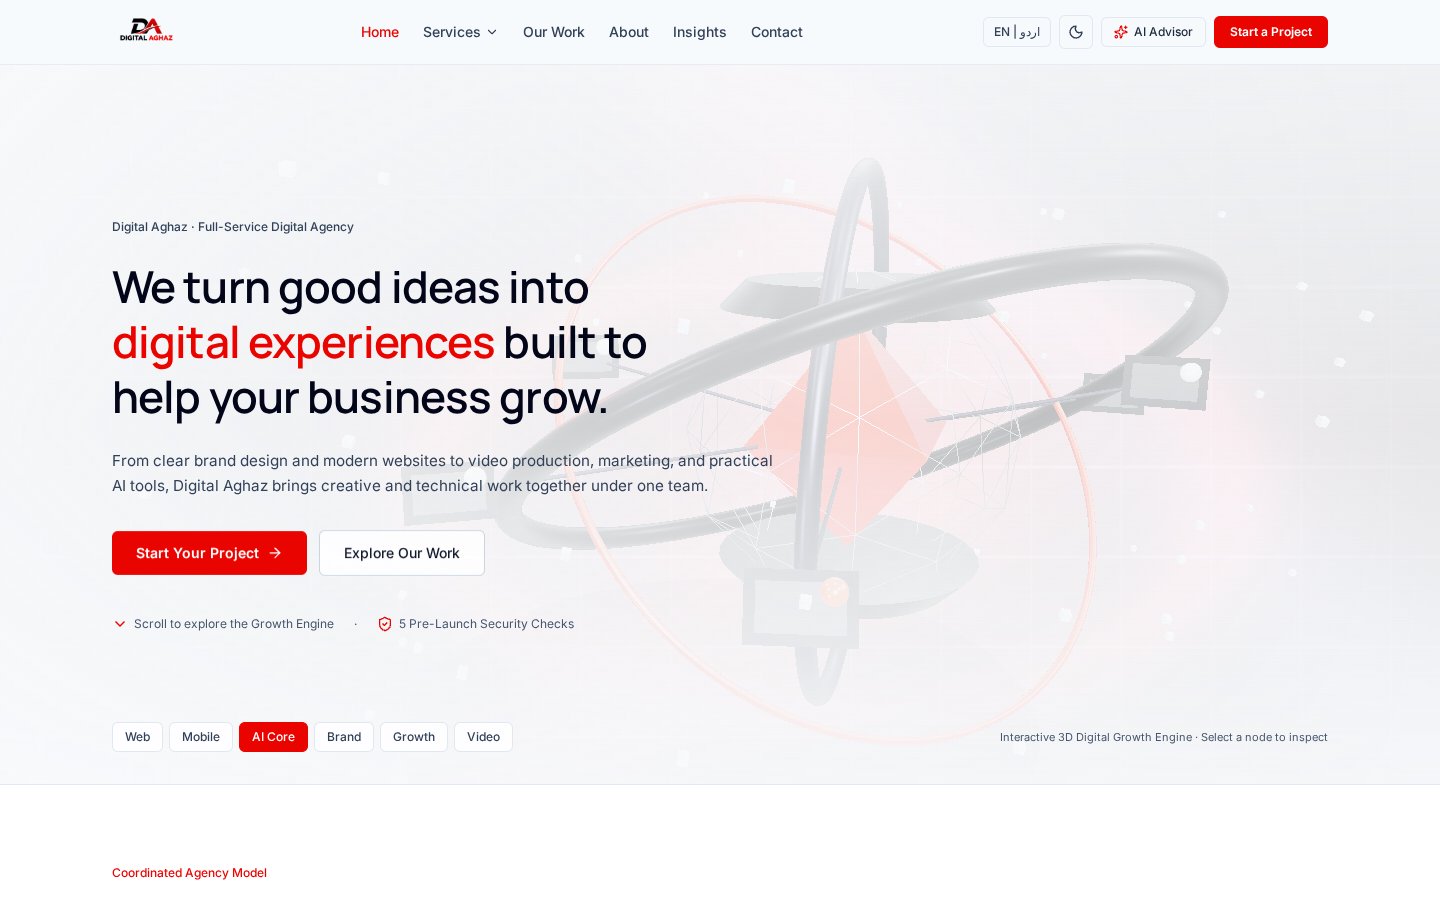 DA
DIGITAL AGHAZ
Home
Services
Our Work
About
Insights
Contact
EN | اردو
AI Advisor
Start a Project
Digital Aghaz · Full-Service Digital Agency
We turn good ideas into
digital experiences built to
help your business grow.
From clear brand design and modern websites to video production, marketing, and practical
AI tools, Digital Aghaz brings creative and technical work together under one team.
Start Your Project
Explore Our Work
Scroll to explore the Growth Engine
·
5 Pre-Launch Security Checks
Web
Mobile
AI Core
Brand
Growth
Video
Interactive 3D Digital Growth Engine · Select a node to inspect
Coordinated Agency Model